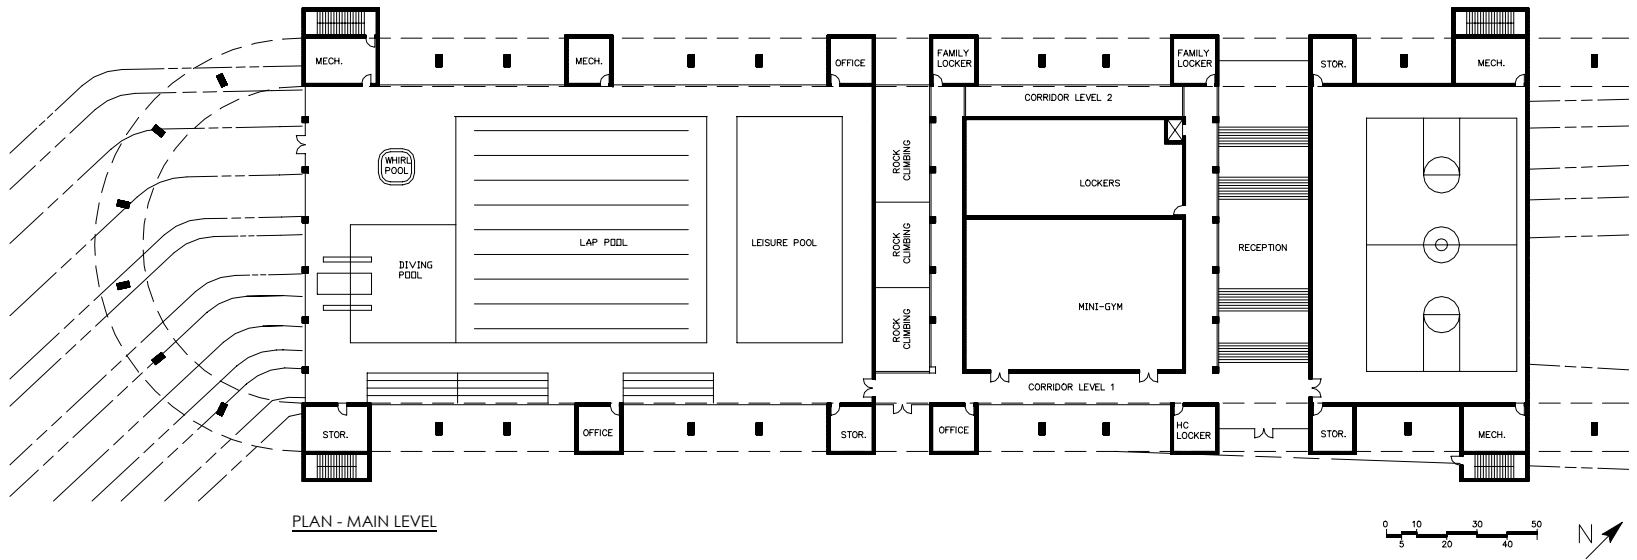 MECH.
MECH.
OFFICE
FAMILY
LOCKER
FAMILY
LOCKER
STOR.
MECH.
CORRIDOR LEVEL 2
WHIRL
POOL
ROCK
CLIMBING
LOCKERS
LAP POOL
LEISURE POOL
ROCK
CLIMBING
RECEPTION
DIVING
POOL
ROCK
CLIMBING
MINI-GYM
CORRIDOR LEVEL 1
STOR.
OFFICE
STOR.
OFFICE
HC
LOCKER
STOR.
MECH.
PLAN - MAIN LEVEL
0 10 30 50
5 20 40
N